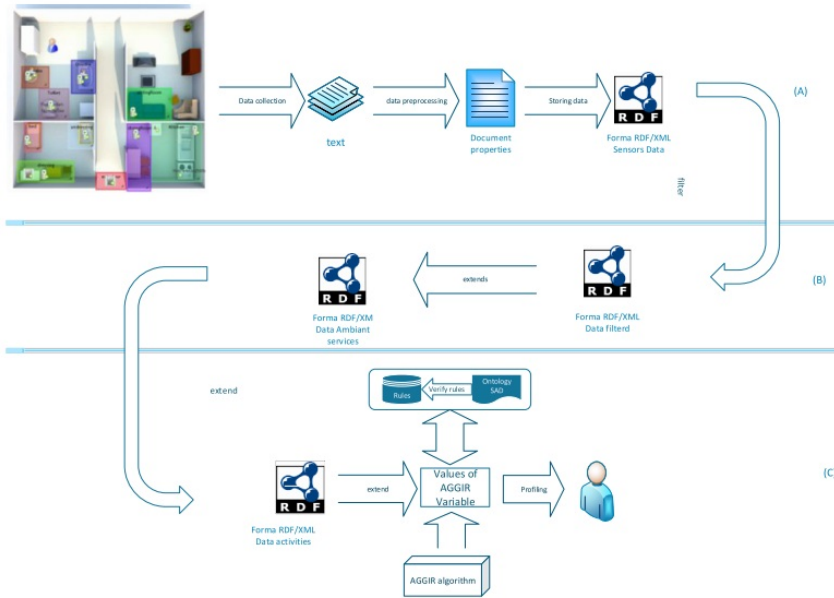 Data collection
text
data preprocessing
Document
properties
Storing data
RDF
Forma RDF/XML
Sensors Data
(A)
filter
RDF
Forma RDF/XM
Data Ambiant
services
extends
RDF
Forma RDF/XML
Data filterd
(B)
extend
Rules
Verify rules
Ontology
SAD
RDF
Forma RDF/XML
Data activities
extend
Values of
AGGIR
Variable
Profiling
(C
AGGIR algorithm